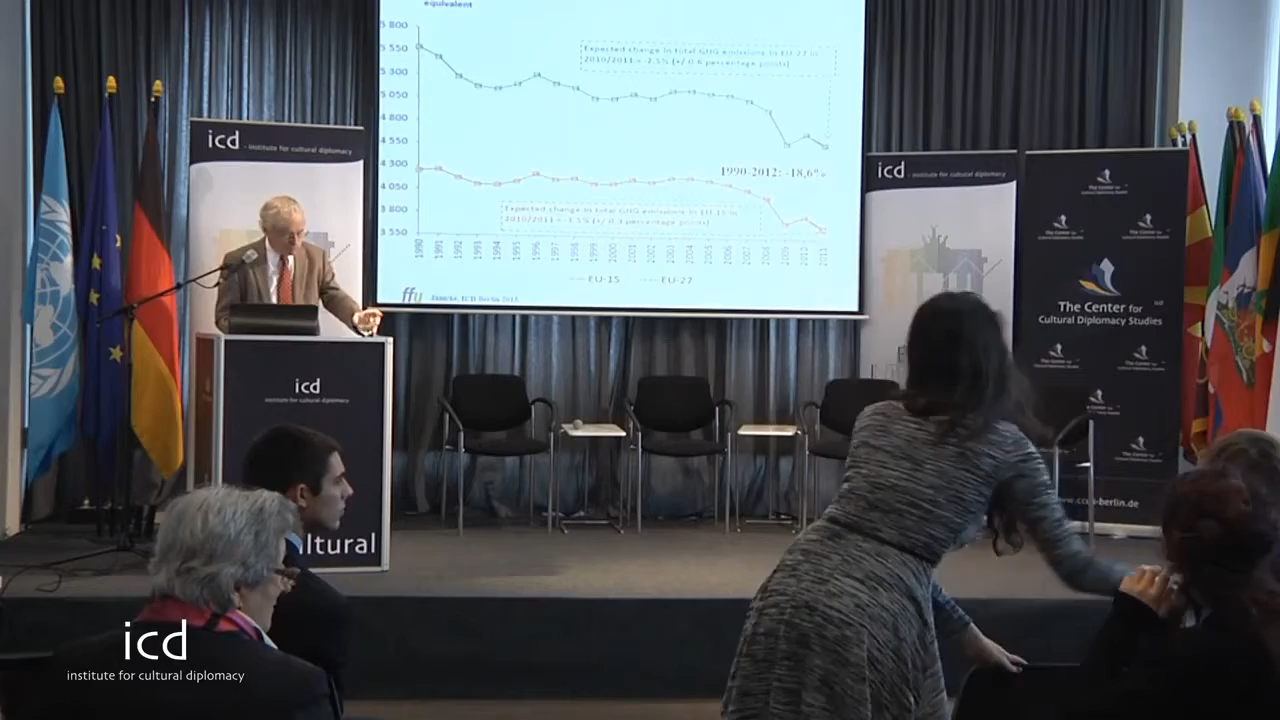 equivalent
5 800
5 550
5 300
5 050
4 800
4 550
4 300
4 050
3 800
3 550
Expected change in total GHG emissions in EU-27 in
2010/2011 = -2.5% (+/-0.6 percentage points)
1990-2012: -18,6%
Expected change in total GHG emissions in EU-15 in
2010/2011 = -3.5% (+/-0.3 percentage points)
1990 1991 1992 1993 1994 1995 1996 1997 1998 1999 2000 2001 2002 2003 2004 2005 2006 2007 2008 2009 2010 2011
EU-15 EU-27
ffu
icd - institute for cultural diplomacy
icd - institute for cultural diplomacy
The Center for
Cultural Diplomacy Studies
icd
institute for cultural diplomacy
ltural
icd
institute for cultural diplomacy